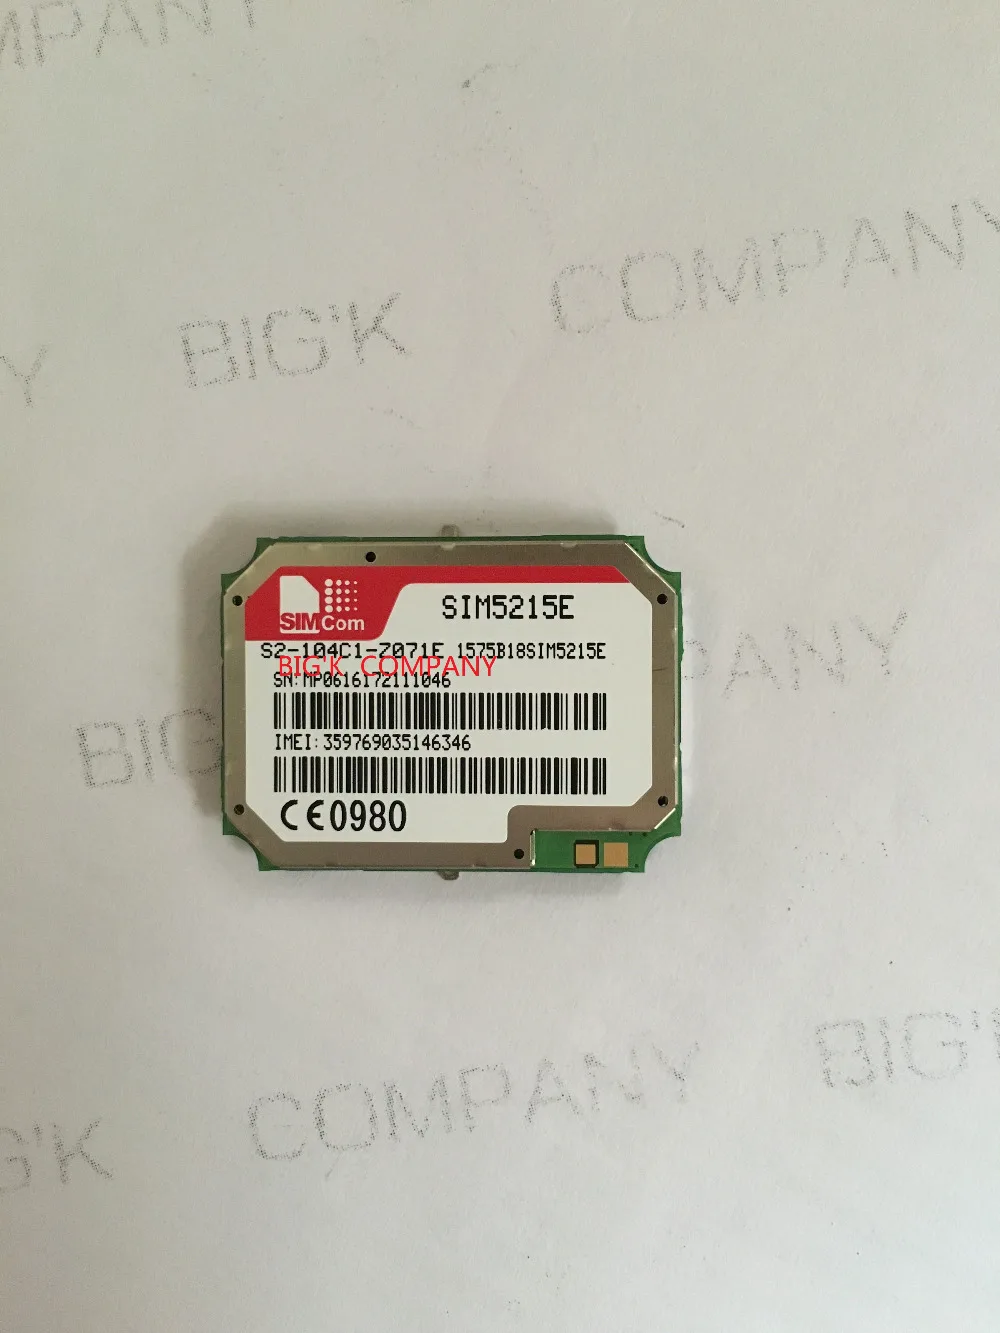 COMPANY
BIG'K COMPANY
Y
SIM5215E
SIMCom
S2-104C1-Z071E 1575B18SIM5215E
BIG'K COMPANY
SN:MP0616172111046
IMEI:359769035146346
CE0980
BIG
PANY
BIG'
COMPANY
G'K